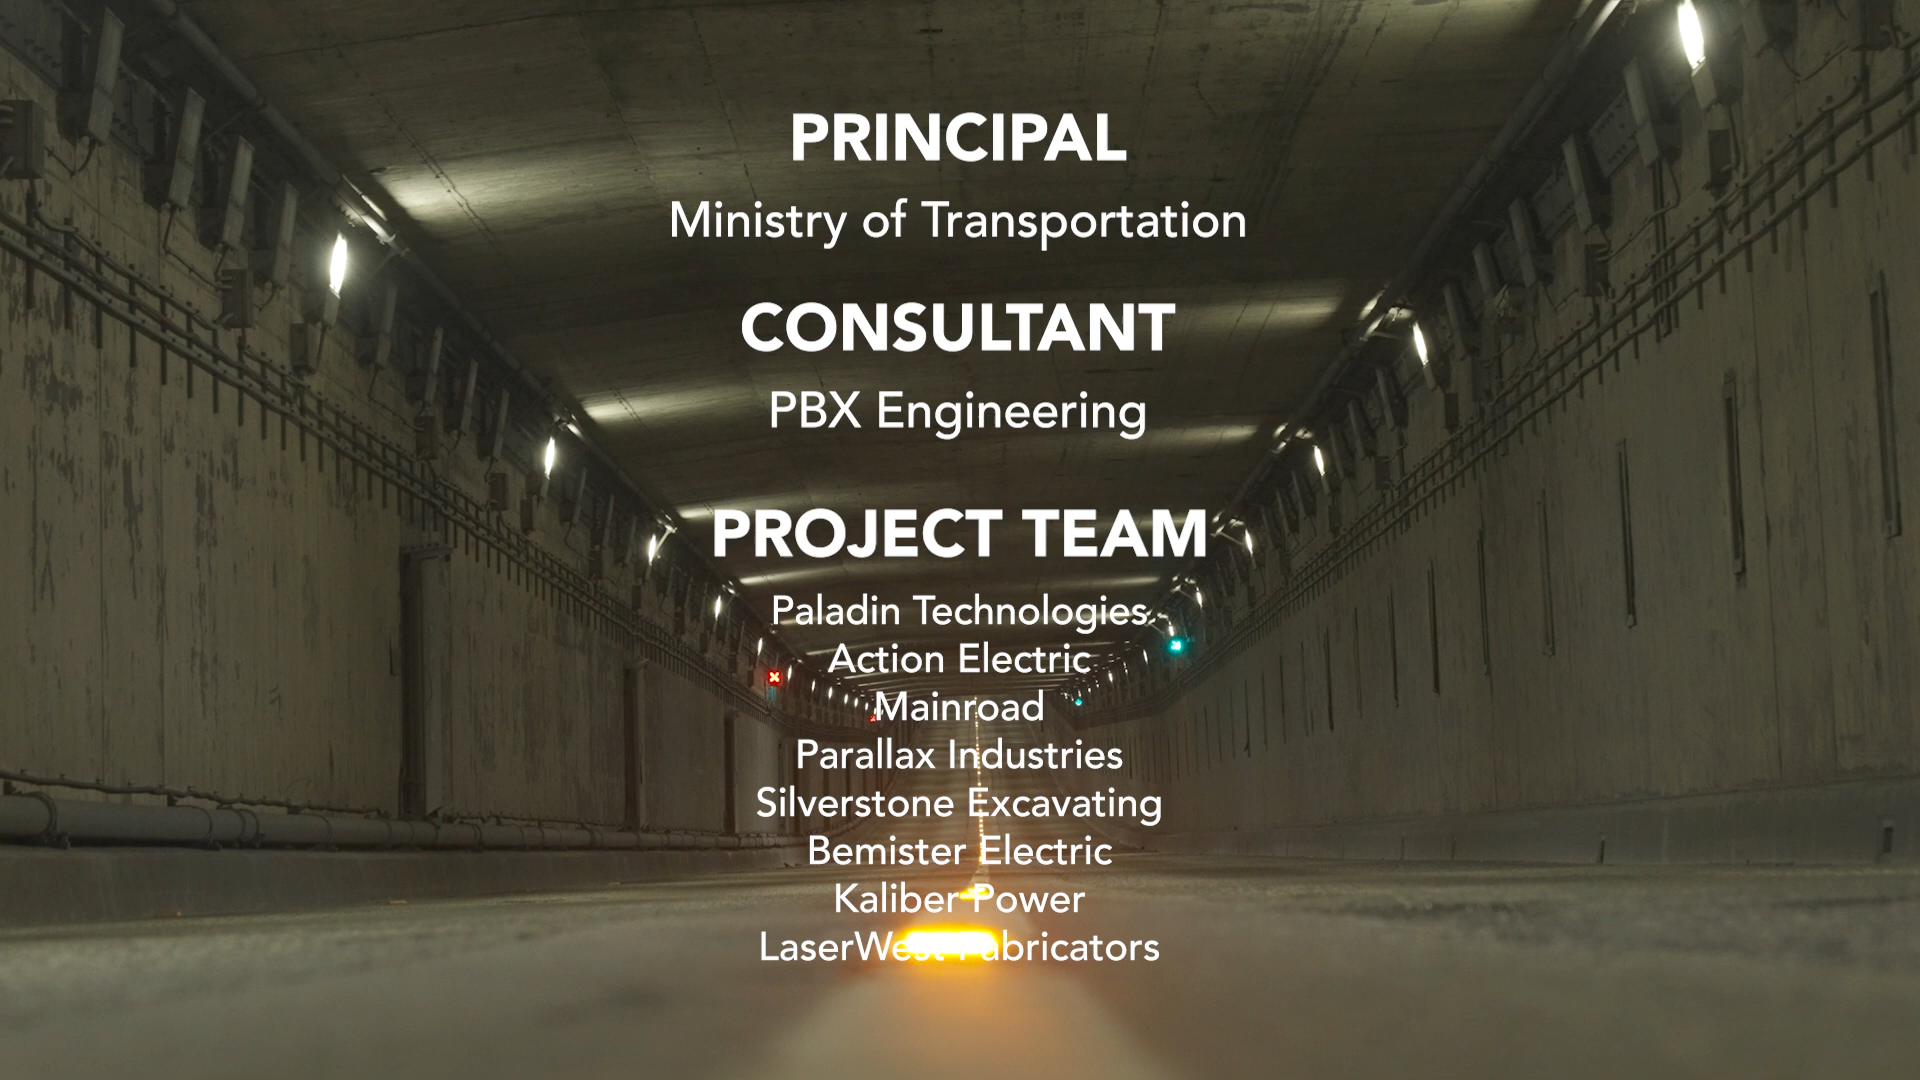 PRINCIPAL
Ministry of Transportation
CONSULTANT
PBX Engineering
PROJECT TEAM
Paladin Technologies
Action Electric
Mainroad
Parallax Industries
Silverstone Excavating
Bemister Electric
Kaliber Power
LaserWest Fabricators